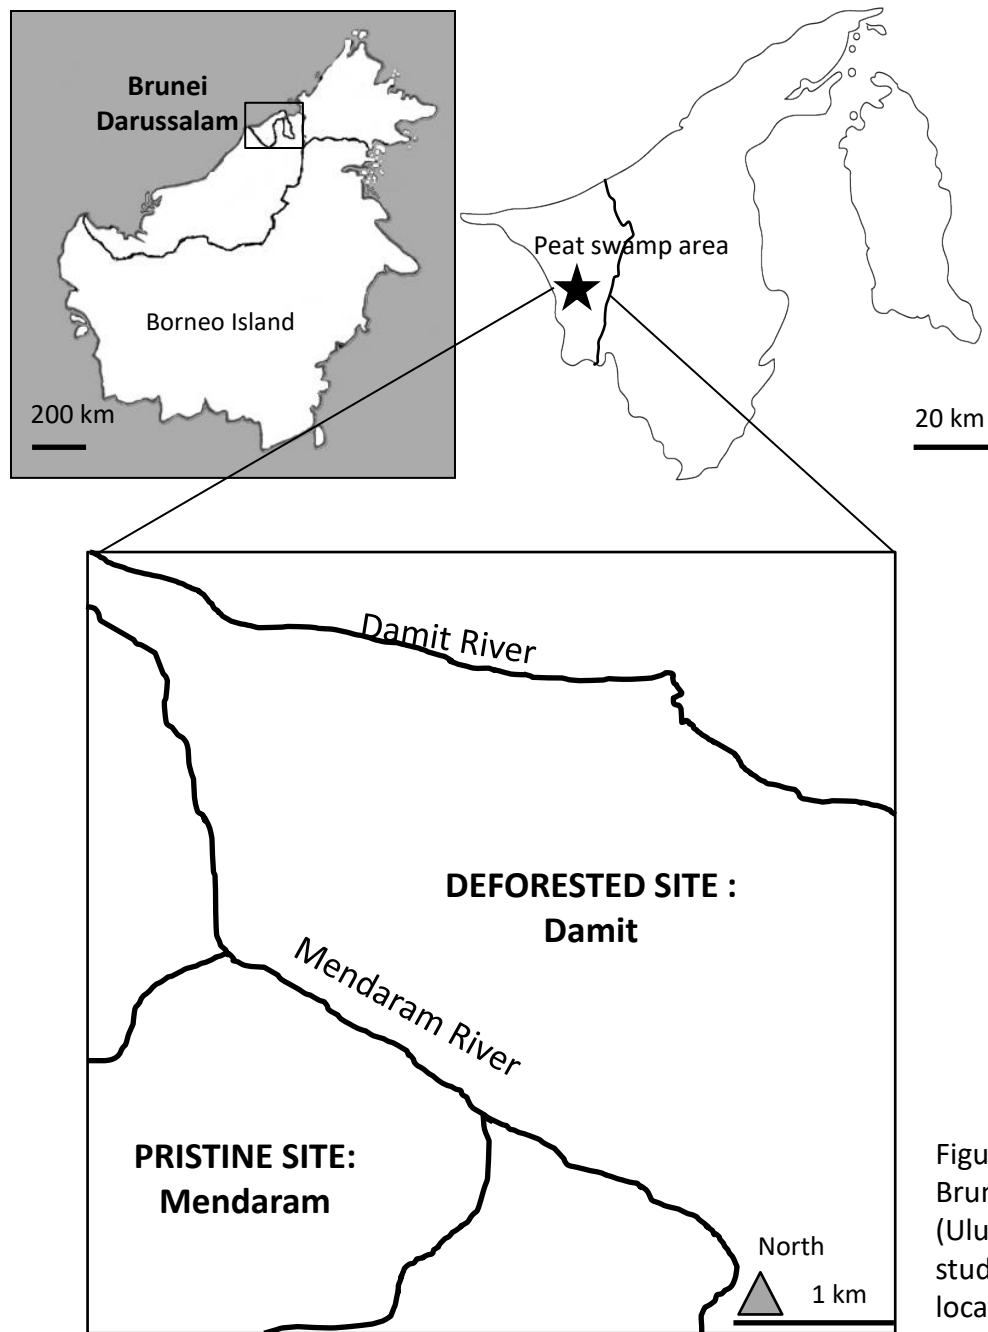 Brunei
Darussalam
Borneo Island
200 km
Peat swamp area
20 km
Damit River
DEFORESTED SITE :
Damit
Mendaram River
PRISTINE SITE:
Mendaram
North
1 km
Figu
Brun
(Ulu
stud
loca